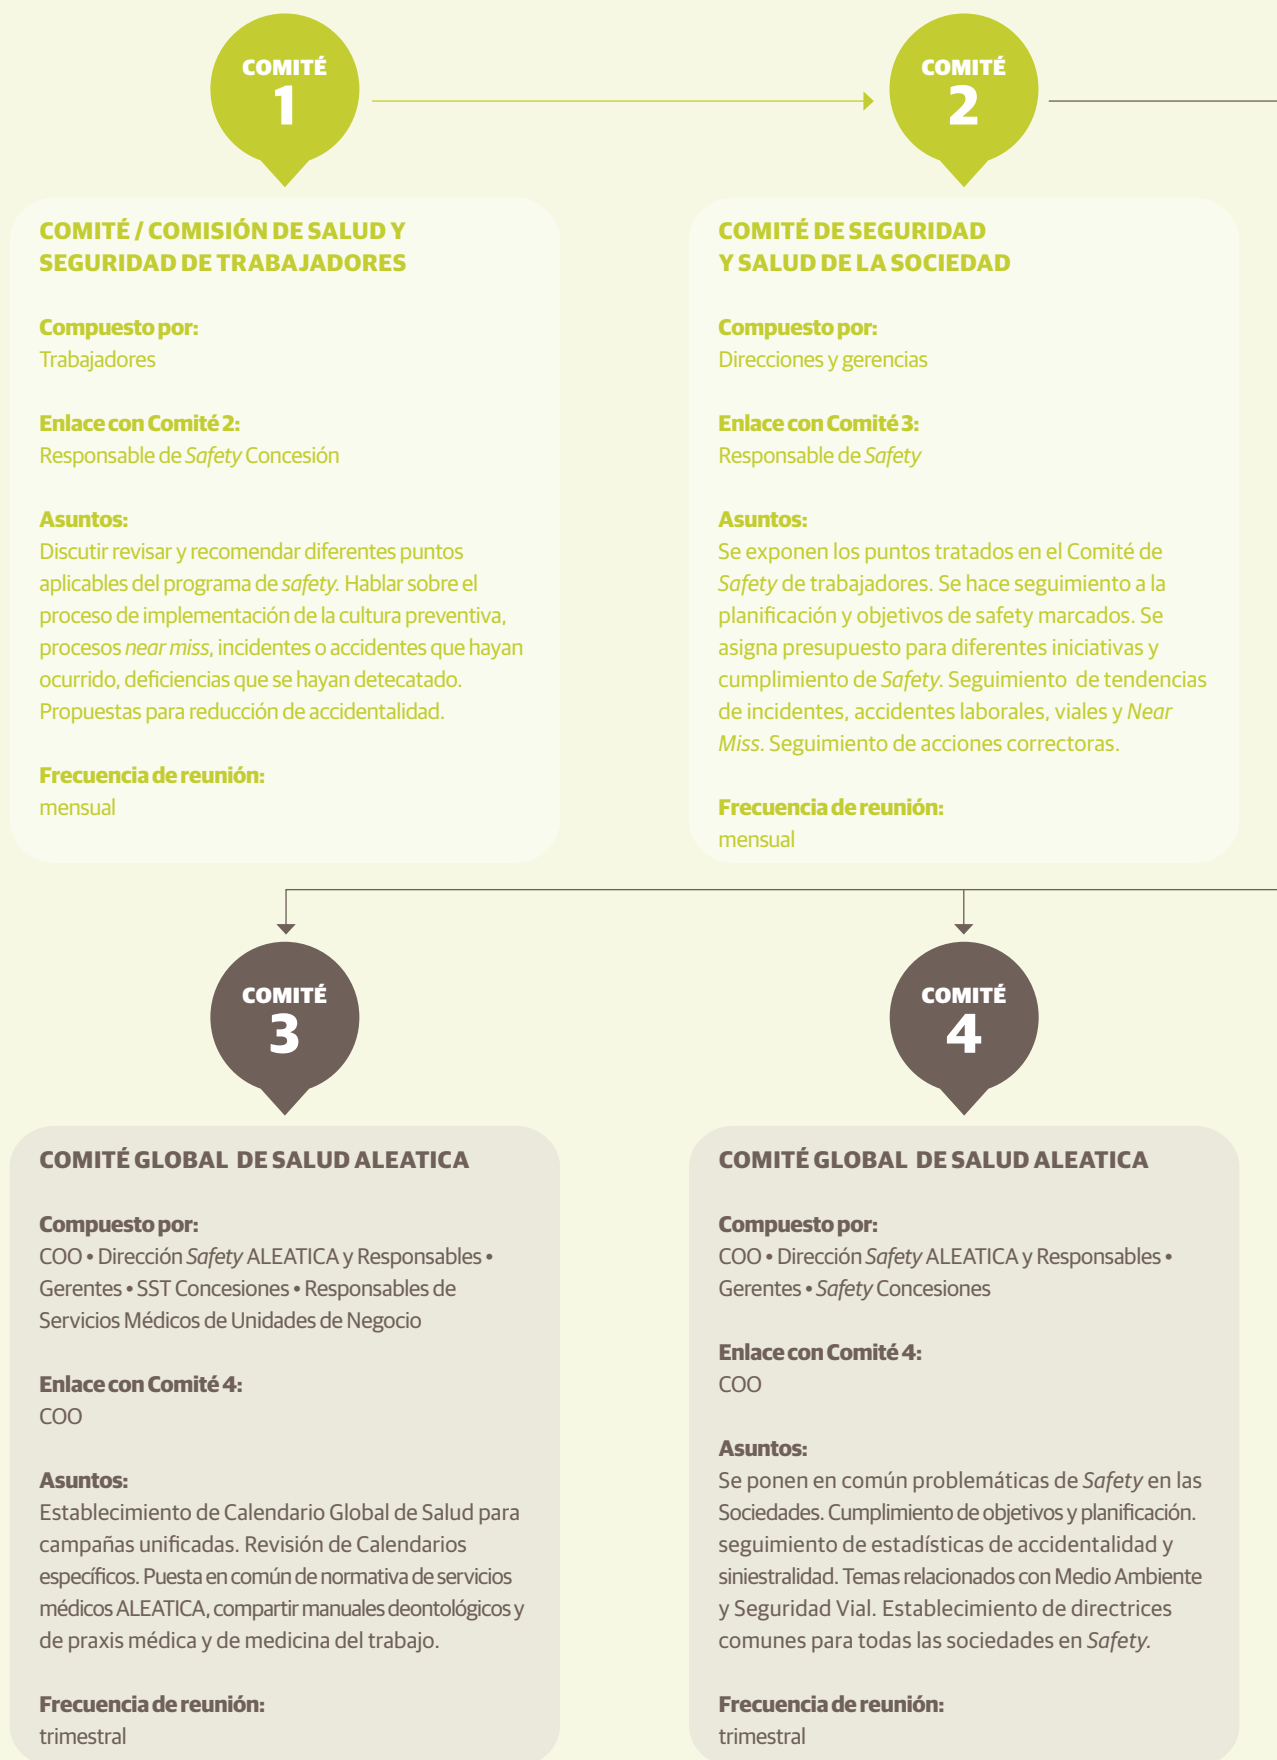 COMITÉ
1
COMITÉ / COMISIÓN DE SALUD Y
SEGURIDAD DE TRABAJADORES
Compuesto por:
Trabajadores
Enlace con Comité 2:
Responsable de Safety Concesión
Asuntos:
Discutir revisar y recomendar diferentes puntos
aplicables del programa de safety. Hablar sobre el
proceso de implementación de la cultura preventiva,
procesos near miss, incidentes o accidentes que hayan
ocurrido, deficiencias que se hayan detecatado.
Propuestas para reducción de accidentalidad.
Frecuencia de reunión:
mensual
COMITÉ
2
COMITÉ DE SEGURIDAD
Y SALUD DE LA SOCIEDAD
Compuesto por:
Direcciones y gerencias
Enlace con Comité 3:
Responsable de Safety
Asuntos:
Se exponen los puntos tratados en el Comité de
Safety de trabajadores. Se hace seguimiento a la
planificación y objetivos de safety marcados. Se
asigna presupuesto para diferentes iniciativas y
cumplimiento de Safety. Seguimiento  de tendencias
de incidentes, accidentes laborales, viales y Near
Miss. Seguimiento de acciones correctoras.
Frecuencia de reunión:
mensual
COMITÉ
3
COMITÉ GLOBAL  DE SALUD ALEATICA
Compuesto por:
COO • Dirección Safety ALEATICA y Responsables •
Gerentes • SST Concesiones • Responsables de
Servicios Médicos de Unidades de Negocio
Enlace con Comité 4:
COO
Asuntos:
Establecimiento de Calendario Global de Salud para
campañas unificadas. Revisión de Calendarios
específicos. Puesta en común de normativa de servicios
médicos ALEATICA, compartir manuales deontológicos y
de praxis médica y de medicina del trabajo.
Frecuencia de reunión:
trimestral
COMITÉ
4
COMITÉ GLOBAL  DE SALUD ALEATICA
Compuesto por:
COO • Dirección Safety ALEATICA y Responsables •
Gerentes • Safety Concesiones
Enlace con Comité 4:
COO
Asuntos:
Se ponen en común problemáticas de Safety en las
Sociedades. Cumplimiento de objetivos y planificación.
seguimiento de estadísticas de accidentalidad y
siniestralidad. Temas relacionados con Medio Ambiente
y Seguridad Vial. Establecimiento de directrices
comunes para todas las sociedades en Safety.
Frecuencia de reunión:
trimestral